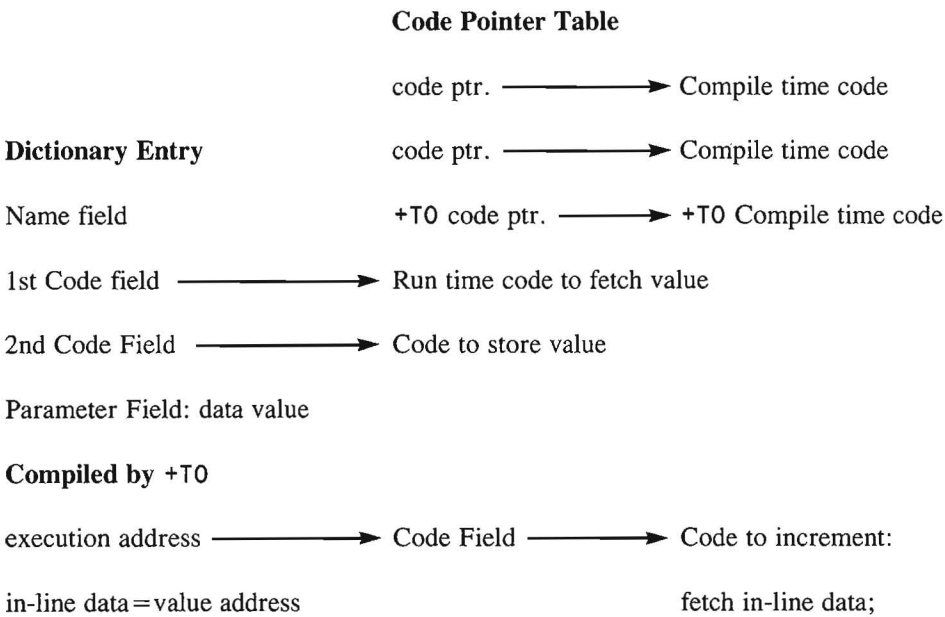 Code Pointer Table
code ptr. Compile time code
Dictionary Entry code ptr. Compile time code
Name field +TO code ptr. +TO Compile time code
1st Code field Run time code to fetch value
2nd Code Field Code to store value
Parameter Field: data value
Compiled by +TO
execution address Code Field Code to increment:
in-line data=value address fetch in-line data;